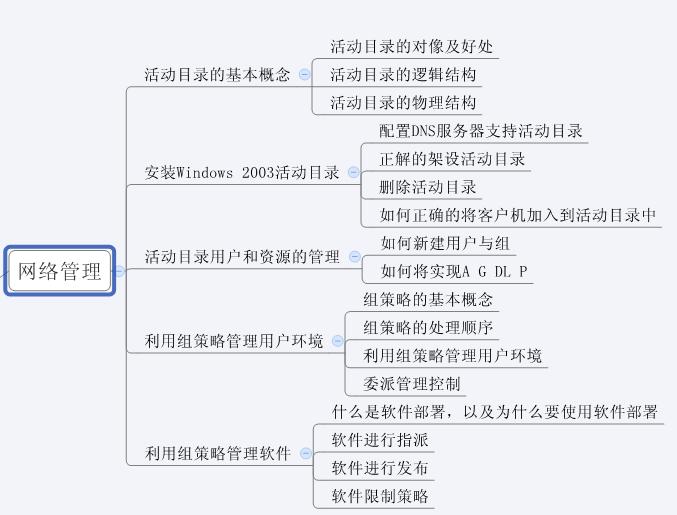 网络管理
活动目录的基本概念
活动目录的对像及好处
活动目录的逻辑结构
活动目录的物理结构
安装Windows 2003活动目录
配置DNS服务器支持活动目录
正解的架设活动目录
删除活动目录
如何正确的将客户机加入到活动目录中
活动目录用户和资源的管理
如何新建用户与组
如何将实现A G DL P
利用组策略管理用户环境
组策略的基本概念
组策略的处理顺序
利用组策略管理用户环境
委派管理控制
利用组策略管理软件
什么是软件部署，以及为什么要使用软件部署
软件进行指派
软件进行发布
软件限制策略